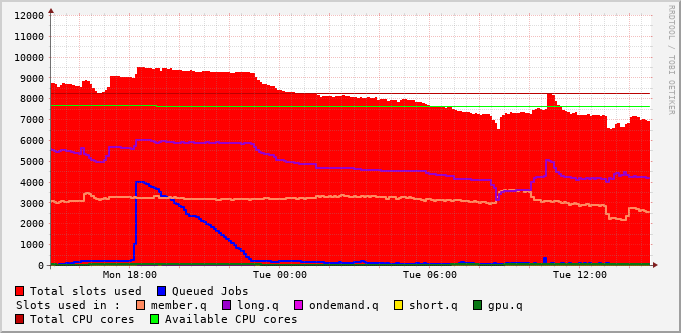 12000
11000
10000
9000
8000
7000
6000
5000
4000
3000
2000
1000
0
Mon 18:00 Tue 00:00 Tue 06:00 Tue 12:00
Total slots used Queued Jobs
Slots used in : member.q long.q ondemand.q short.q gpu.q
Total CPU cores Available CPU cores
RRDTOOL / TOBI OETIKER